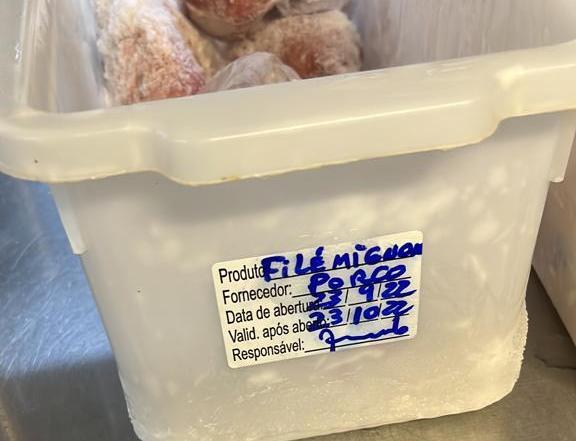 Produto: FiLé MiGNON
Fornecedor: PORCO
Data de abertura: 23/9/22
Valid. após aberto: 23/10/22
Responsável: